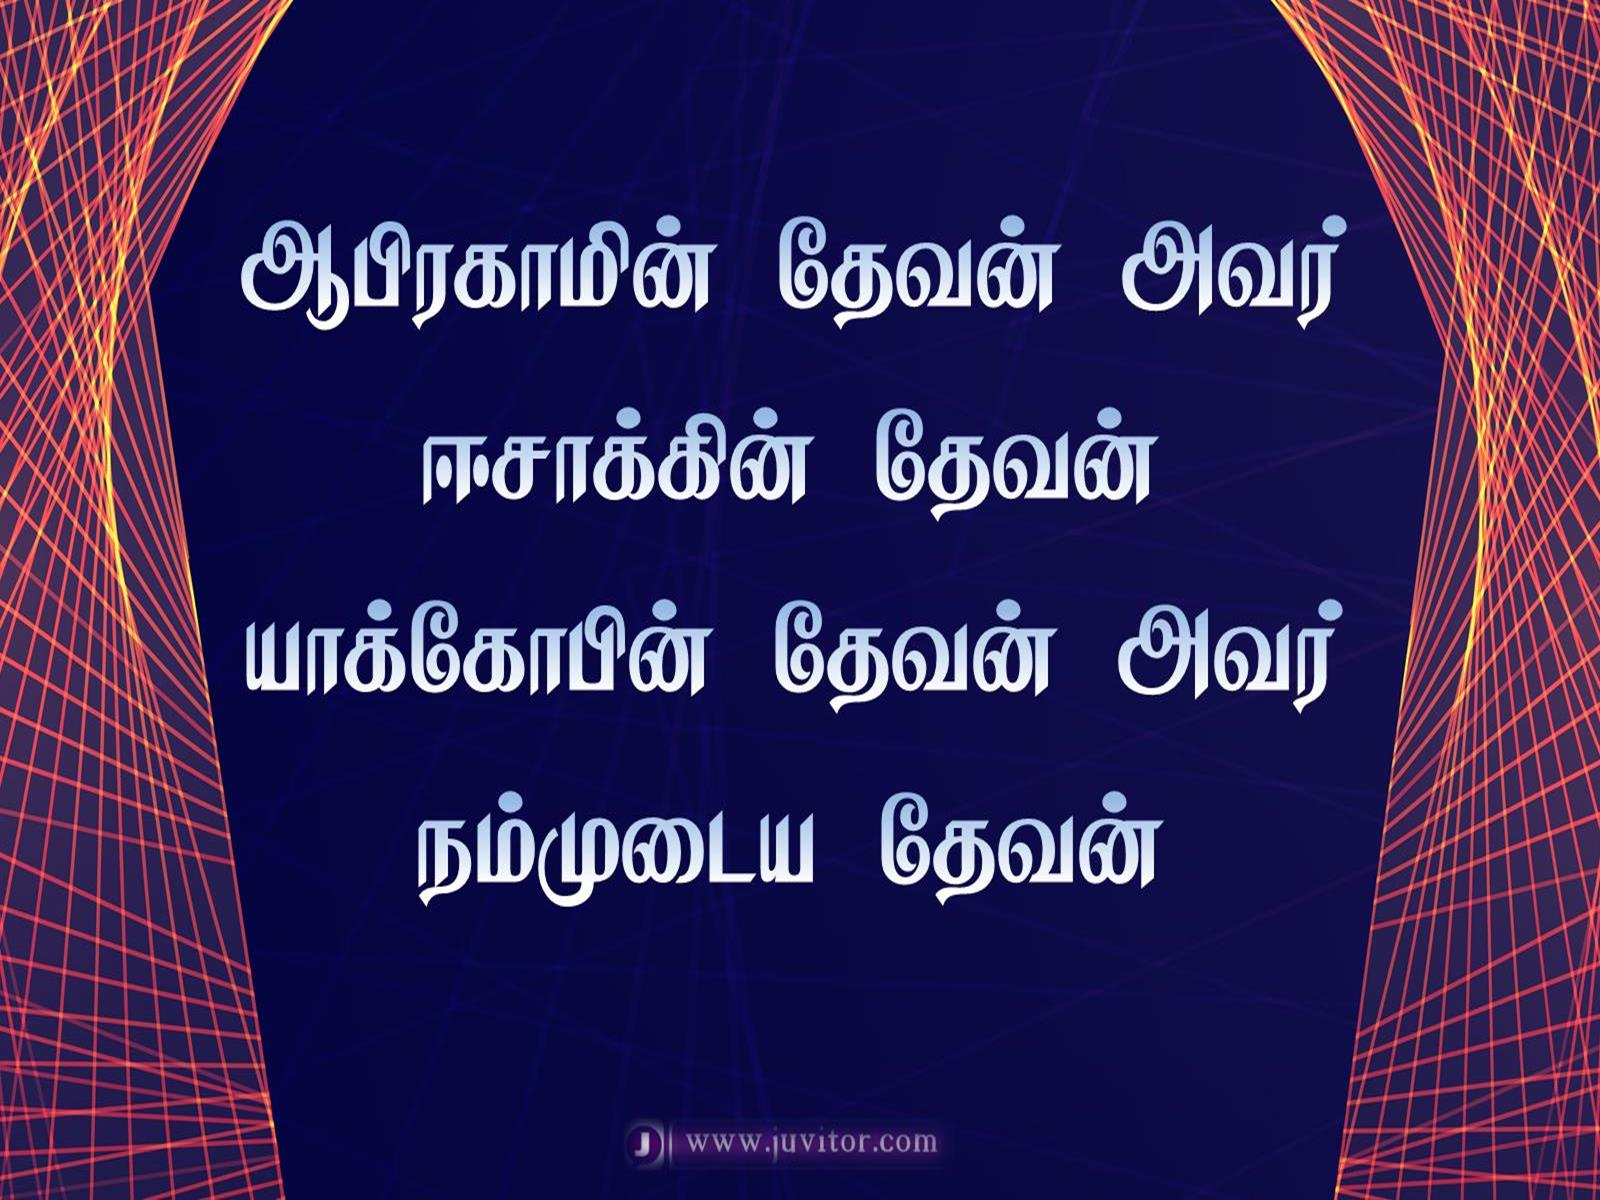 ஆபிரகாமின் தேவன் அவர்
ஈசாக்கின் தேவன்
யாக்கோபின் தேவன் அவர்
நம்முடைய தேவன்
J www.juvitor.com